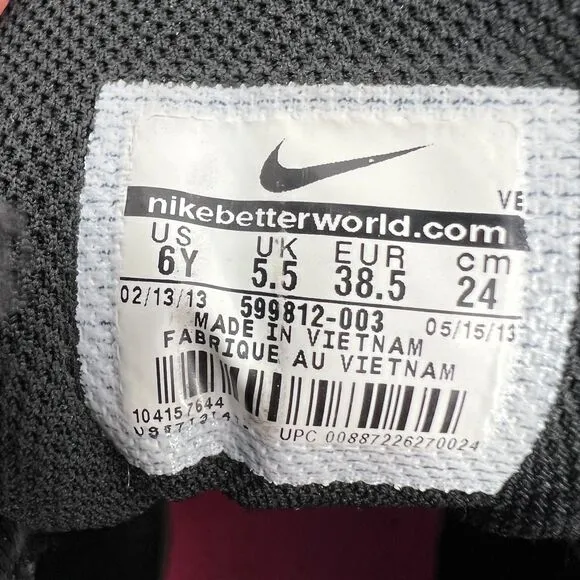 VE
nikebetterworld.com
US UK EUR cm
6Y 5.5 38.5 24
02/13/13 599812-003 05/15/13
MADE IN VIETNAM
FABRIQUE AU VIETNAM
104157644
UPC 00887226270024